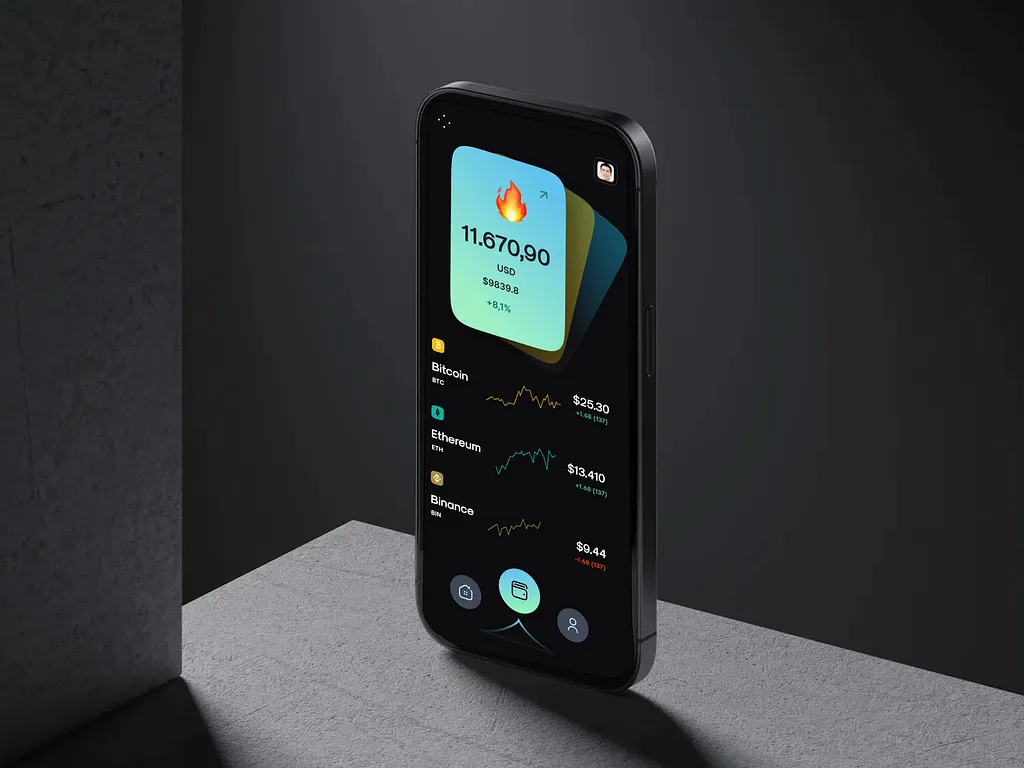 11.670,90
USD
$9839.8
+8,1%
Bitcoin
BTC
$25.30
+1.68 (137)
Ethereum
ETH
$13.410
+1.68 (137)
Binance
BIN
$9.44
-1.68 (137)